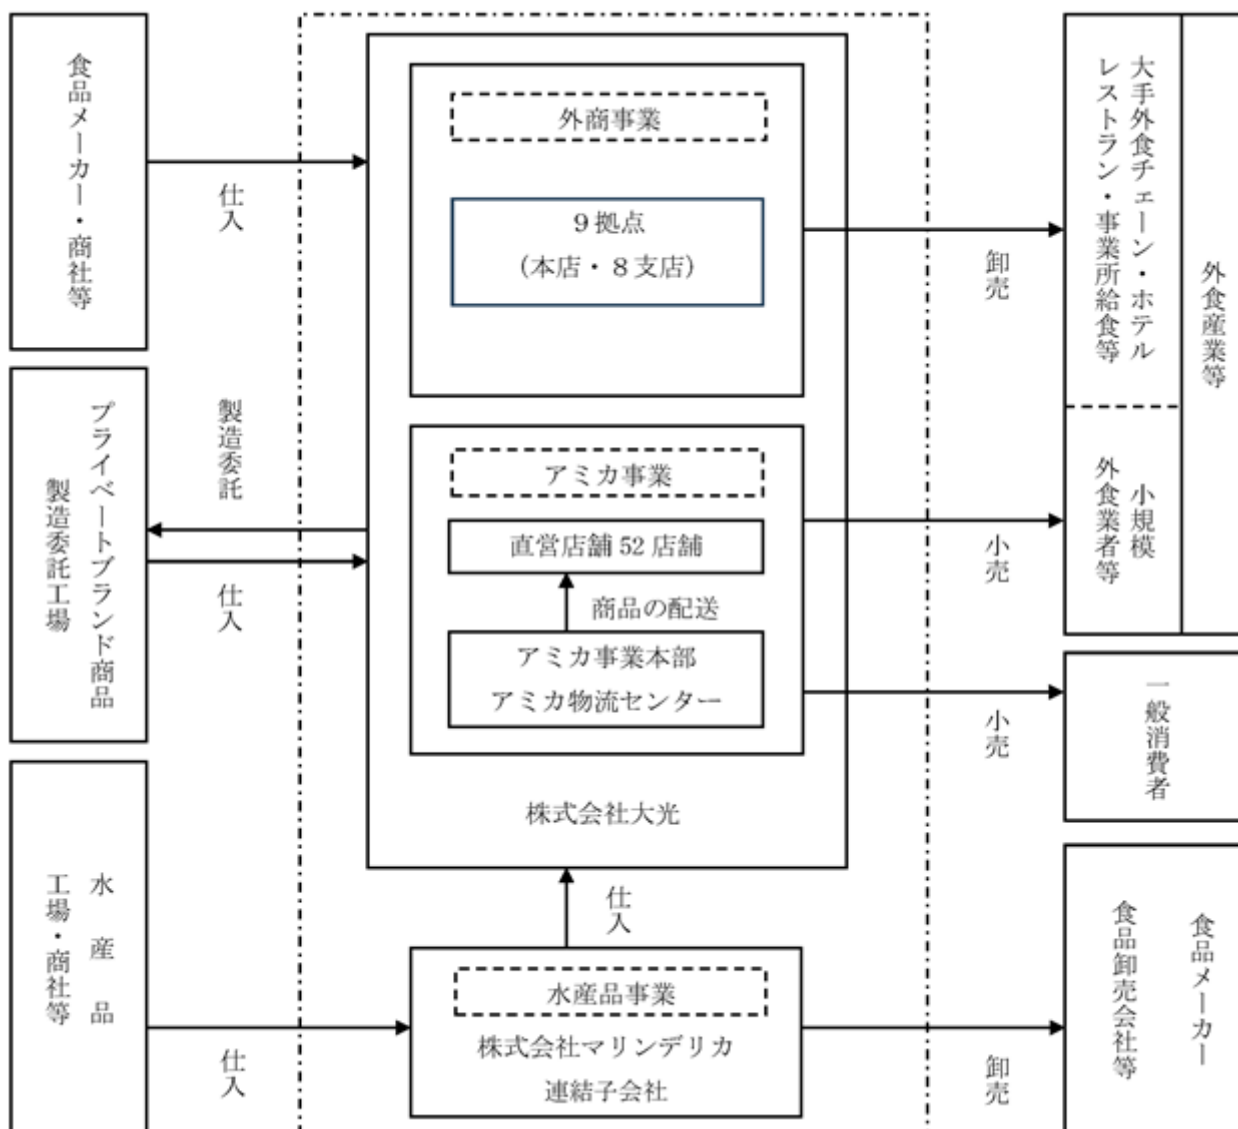 食品メーカー・商社等
仕入
外商事業
９拠点
（本店・８支店）
卸売
大手外食チェーン・ホテル
レストラン・事業所給食等
外食産業等
プライベートブランド商品
製造委託工場
製造委託
仕入
アミカ事業
直営店舗 52 店舗
商品の配送
アミカ事業本部
アミカ物流センター
小売
小規模
外食業者等
小売
一般消費者
株式会社大光
水産品
工場・商社等
仕入
仕入
水産品事業
株式会社マリンデリカ
連結子会社
卸売
食品メーカー
食品卸売会社等